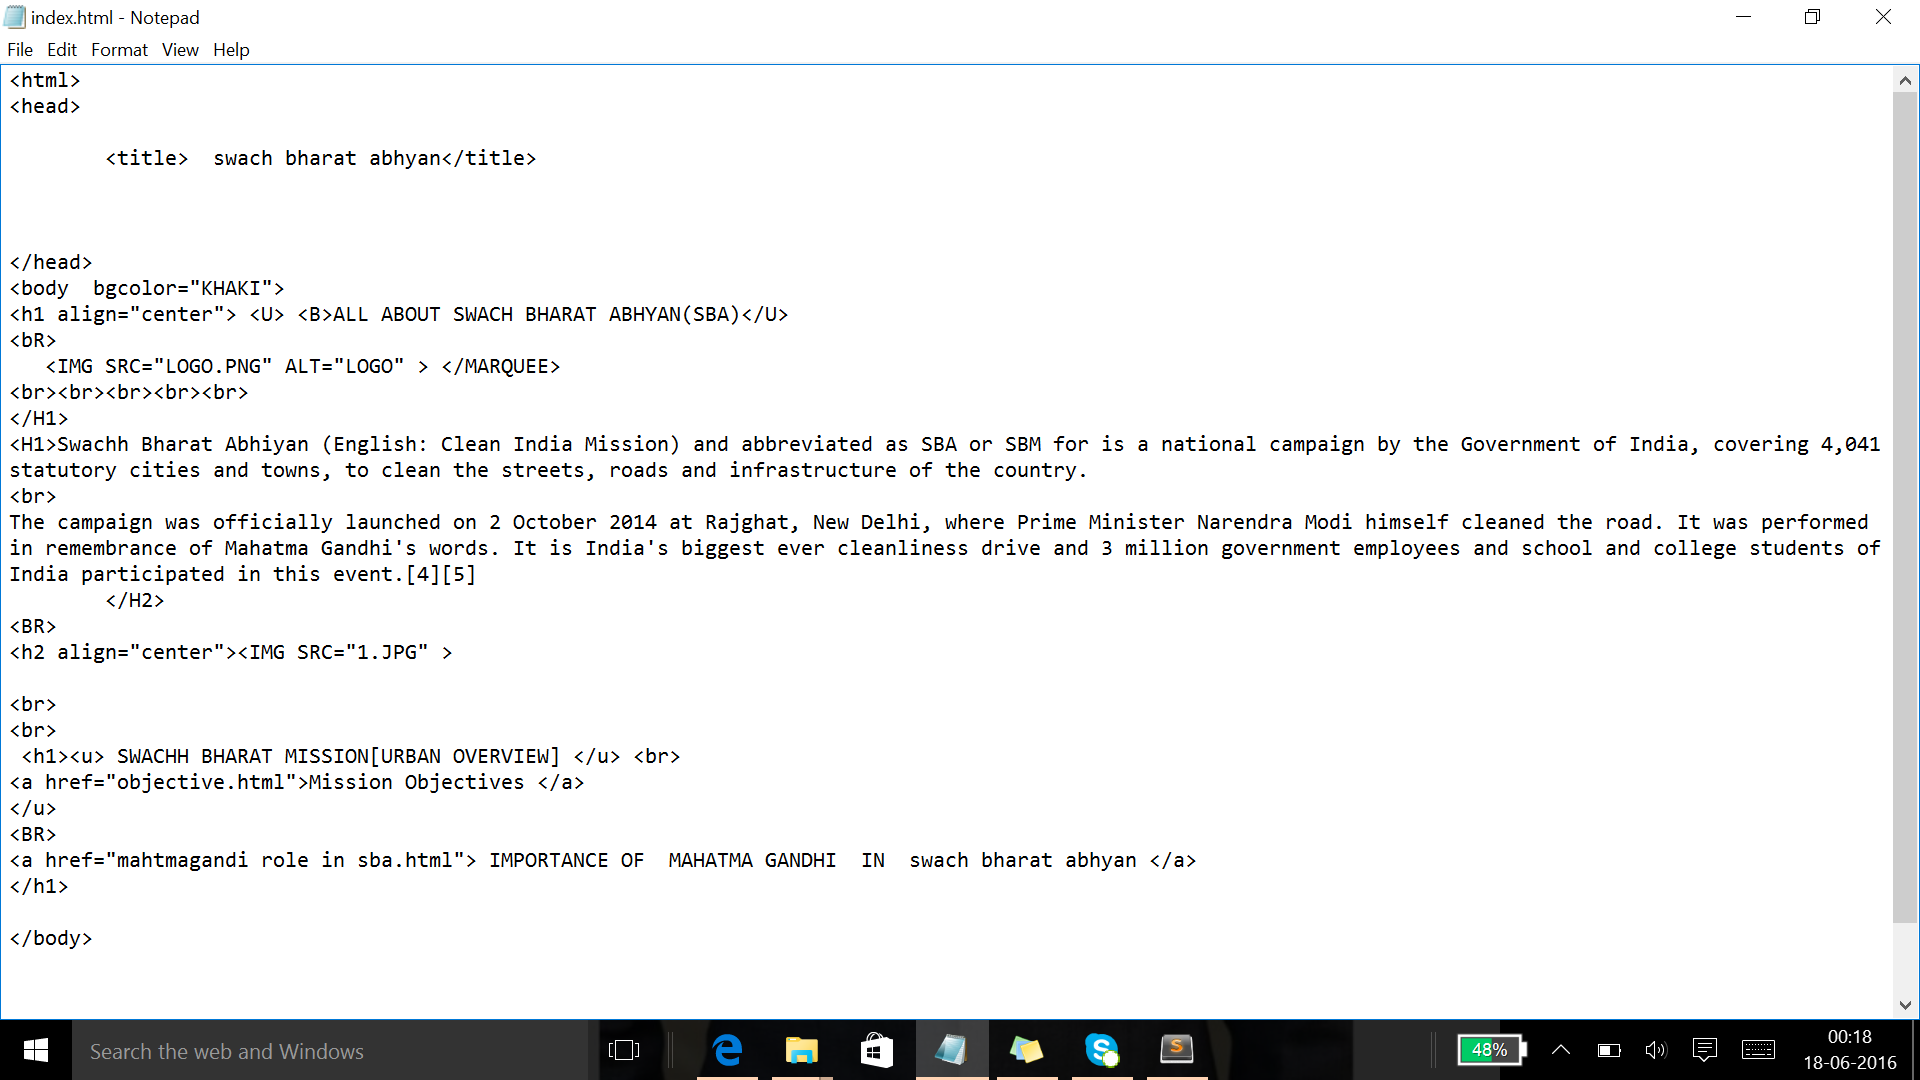 index.html - Notepad
File Edit Format View Help
<html>
<head>
<title>  swach bharat abhyan</title>
</head>
<body  bgcolor="KHAKI">
<h1 align="center"> <U> <B>ALL ABOUT SWACH BHARAT ABHYAN(SBA)</U>
<bR>
<IMG SRC="LOGO.PNG" ALT="LOGO" > </MARQUEE>
<br><br><br><br><br>
</H1>
<H1>Swachh Bharat Abhiyan (English: Clean India Mission) and abbreviated as SBA or SBM for is a national campaign by the Government of India, covering 4,041
statutory cities and towns, to clean the streets, roads and infrastructure of the country.
<br>
The campaign was officially launched on 2 October 2014 at Rajghat, New Delhi, where Prime Minister Narendra Modi himself cleaned the road. It was performed
in remembrance of Mahatma Gandhi's words. It is India's biggest ever cleanliness drive and 3 million government employees and school and college students of
India participated in this event.[4][5]
</H2>
<BR>
<h2 align="center"><IMG SRC="1.JPG" >
<br>
<br>
<h1><u> SWACHH BHARAT MISSION[URBAN OVERVIEW] </u> <br>
<a href="objective.html">Mission Objectives </a>
</u>
<BR>
<a href="mahtmagandi role in sba.html"> IMPORTANCE OF  MAHATMA GANDHI  IN  swach bharat abhyan </a>
</h1>
</body>
Search the web and Windows
48%
00:18
18-06-2016